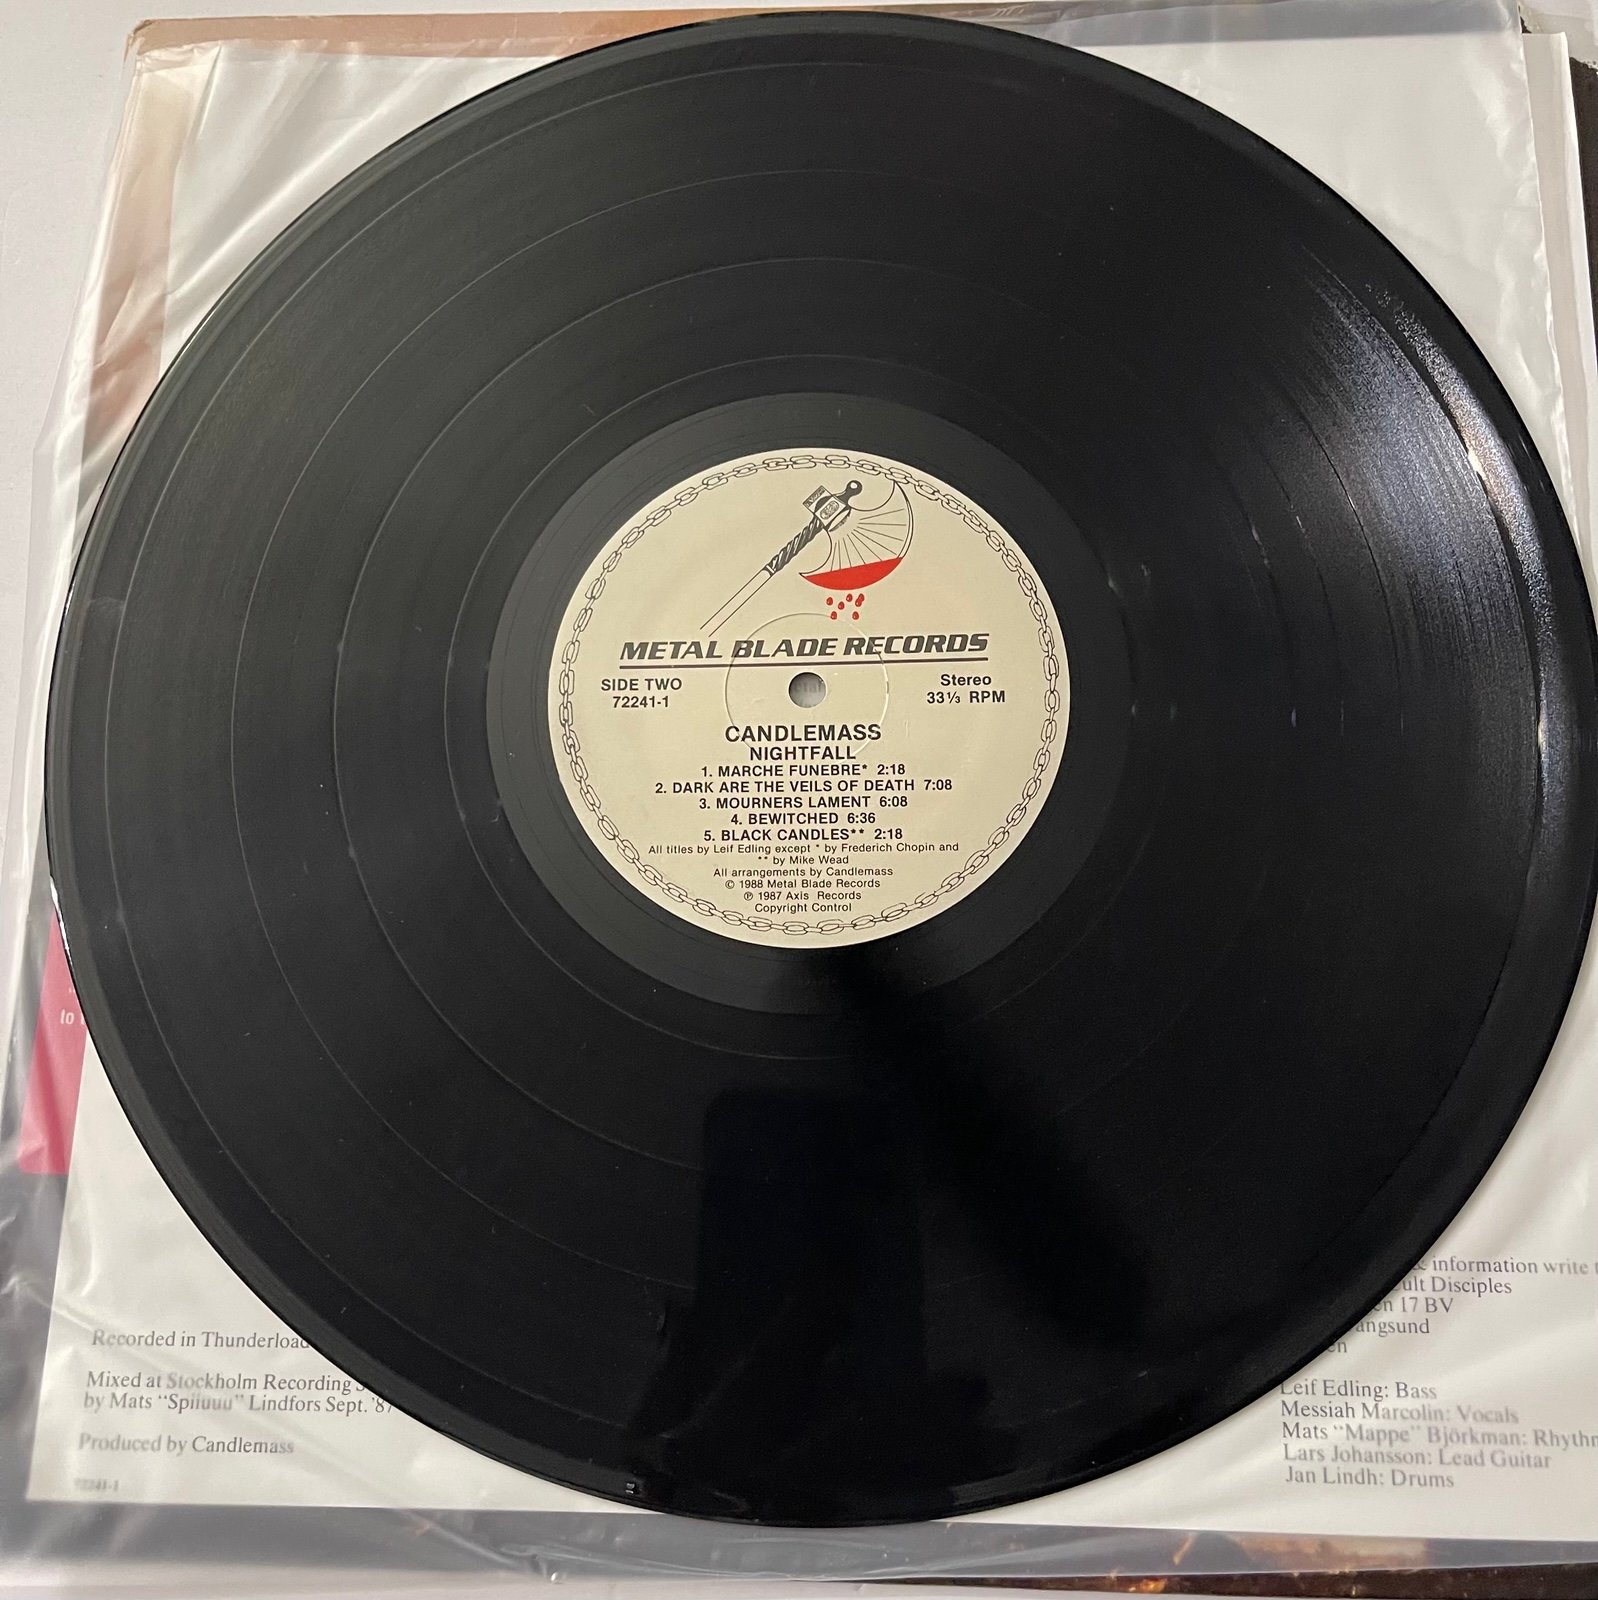 METAL BLADE RECORDS
SIDE TWO
72241-1
Stereo
33⅓ RPM
CANDLEMASS
NIGHTFALL
1. MARCHE FUNEBRE* 2:18
2. DARK ARE THE VEILS OF DEATH 7:08
3. MOURNERS LAMENT 6:08
4. BEWITCHED 6:36
5. BLACK CANDLES** 2:18
All titles by Leif Edling except * by Frederich Chopin and
** by Mike Wead
All arrangements by Candlemass
© 1988 Metal Blade Records
℗ 1987 Axis Records
Copyright Control
to
Recorded in Thunderload
Mixed at Stockholm Recording
by Mats "Spiiuuu" Lindfors Sept. '87
Produced by Candlemass
72241-1
& information write
Disciples
17 BV
Leif Edling: Bass
Messiah Marcolin: Vocals
Mats "Mappe" Björkman:
Lars Johansson: Lead Guitar
Jan Lindh: Drums